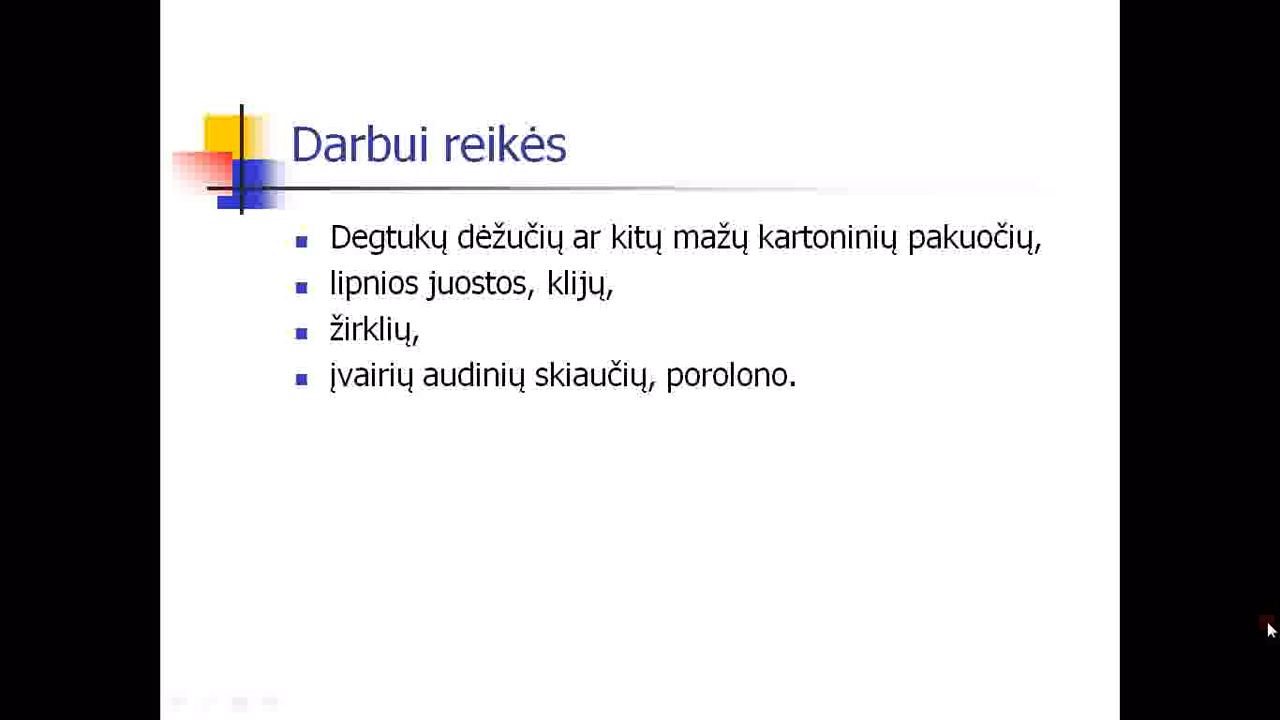 Darbui reikės
Degtukų dėžučių ar kitų mažų kartoninių pakuočių,
lipnios juostos, klijų,
žirklių,
įvairių audinių skiaučių, porolono.